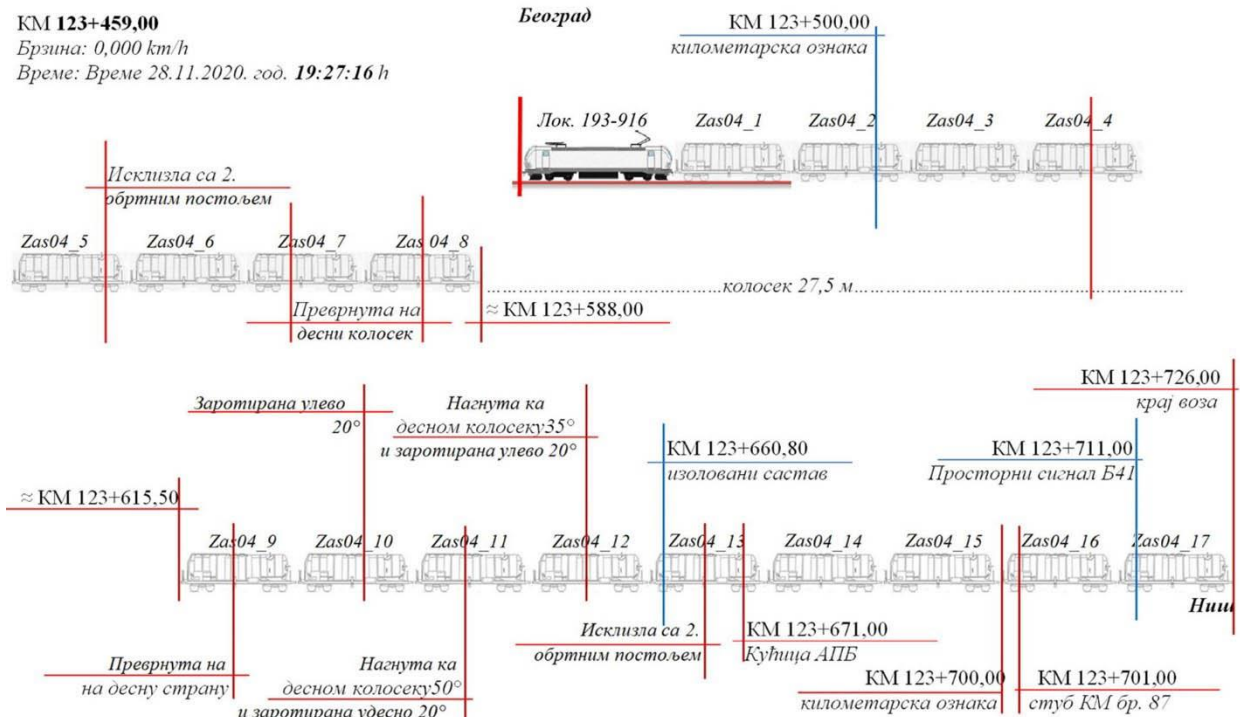 КМ 123+459,00
Брзина: 0,000 km/h
Време: Време 28.11.2020. год. 19:27:16 h
Београд
КМ 123+500,00
километарска ознака
Лок. 193-916
Zas04_1
Zas04_2
Zas04_3
Zas04_4
Исклизла са 2.
обртним постољем
Zas04_5
Zas04_6
Zas04_7
Zas 04_8
колосек 27,5 м
Преврнута на
десни колосек
≈ КМ 123+588,00
КМ 123+726,00
крај воза
Заротирана улево
20°
Нагнута ка
десном колосеку35°
и заротирана улево 20°
КМ 123+660,80
изоловани састав
КМ 123+711,00
Просторни сигнал Б41
≈ КМ 123+615,50
Zas04_9
Zas04_10
Zas04_11
Zas04_12
Zas04_13
Zas04_14
Zas04_15
Zas04_16
Zas04_17
Ниш
Преврнута на
на десну страну
Нагнута ка
десном колосеку50°
и заротирана удесно 20°
Исклизла са 2.
обртним постољем
КМ 123+671,00
Кућица АПБ
КМ 123+700,00
километарска ознака
КМ 123+701,00
стуб КМ бр. 87